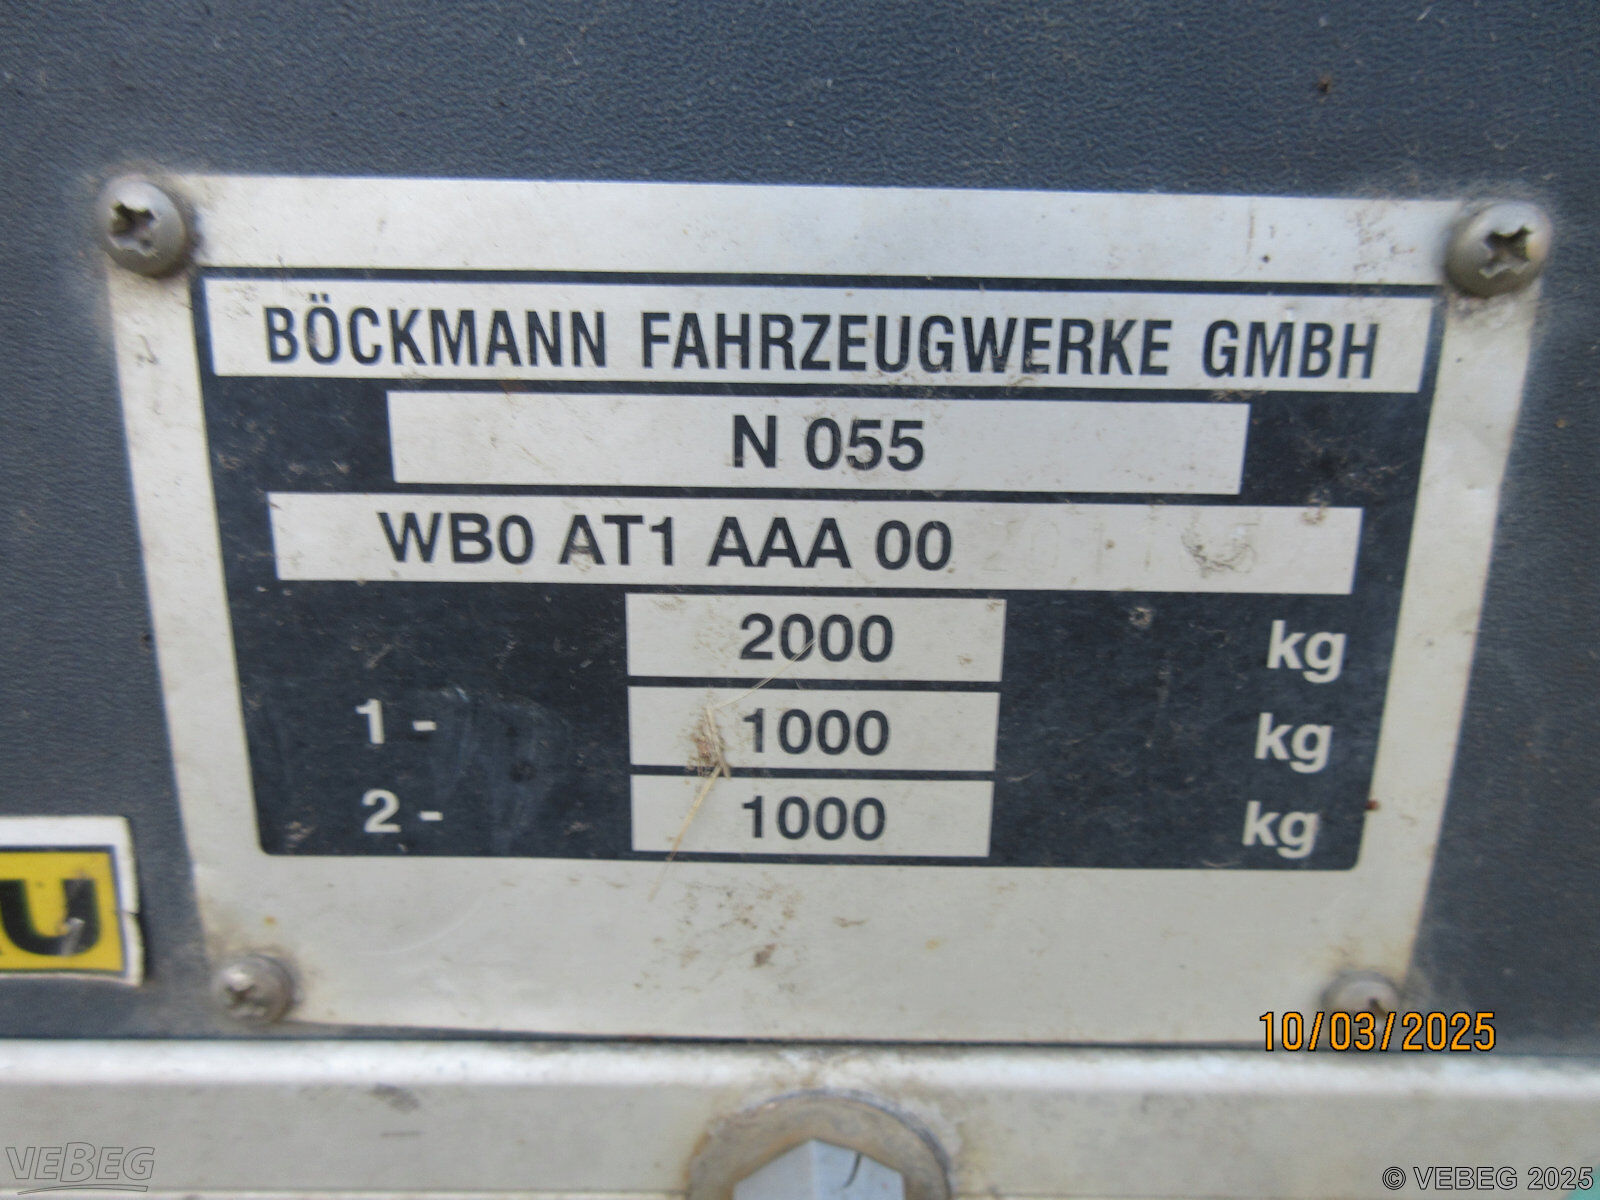 BÖCKMANN FAHRZEUGWERKE GMBH
N 055
WB0 AT1 AAA 00
2000 kg
1 - 1000 kg
2 - 1000 kg
U
10/03/2025
VEBEG
© VEBEG 2025